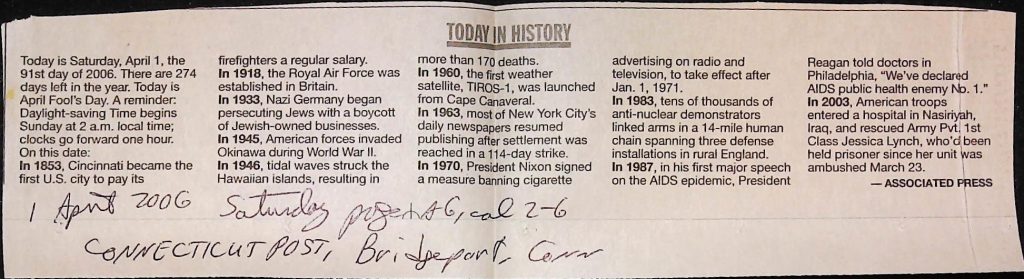 TODAY IN HISTORY
Today is Saturday, April 1, the
91st day of 2006. There are 274
days left in the year. Today is
April Fool's Day. A reminder:
Daylight-saving Time begins
Sunday at 2 a.m. local time;
clocks go forward one hour.
On this date:
In 1853, Cincinnati became the
first U.S. city to pay its
firefighters a regular salary.
In 1918, the Royal Air Force was
established in Britain.
In 1933, Nazi Germany began
persecuting Jews with a boycott
of Jewish-owned businesses.
In 1945, American forces invaded
Okinawa during World War II.
In 1946, tidal waves struck the
Hawaiian islands, resulting in
more than 170 deaths.
In 1960, the first weather
satellite, TIROS-1, was launched
from Cape Canaveral.
In 1963, most of New York City's
daily newspapers resumed
publishing after settlement was
reached in a 114-day strike.
In 1970, President Nixon signed
a measure banning cigarette
advertising on radio and
television, to take effect after
Jan. 1, 1971.
In 1983, tens of thousands of
anti-nuclear demonstrators
linked arms in a 14-mile human
chain spanning three defense
installations in rural England.
In 1987, in his first major speech
on the AIDS epidemic, President
Reagan told doctors in
Philadelphia, "We've declared
AIDS public health enemy No. 1."
In 2003, American troops
entered a hospital in Nasiriyah,
Iraq, and rescued Army Pvt. 1st
Class Jessica Lynch, who'd been
held prisoner since her unit was
ambushed March 23.
— ASSOCIATED PRESS
1 April 2006 Saturday page A6, col 2-6
CONNECTICUT POST, Bridgeport, Conn